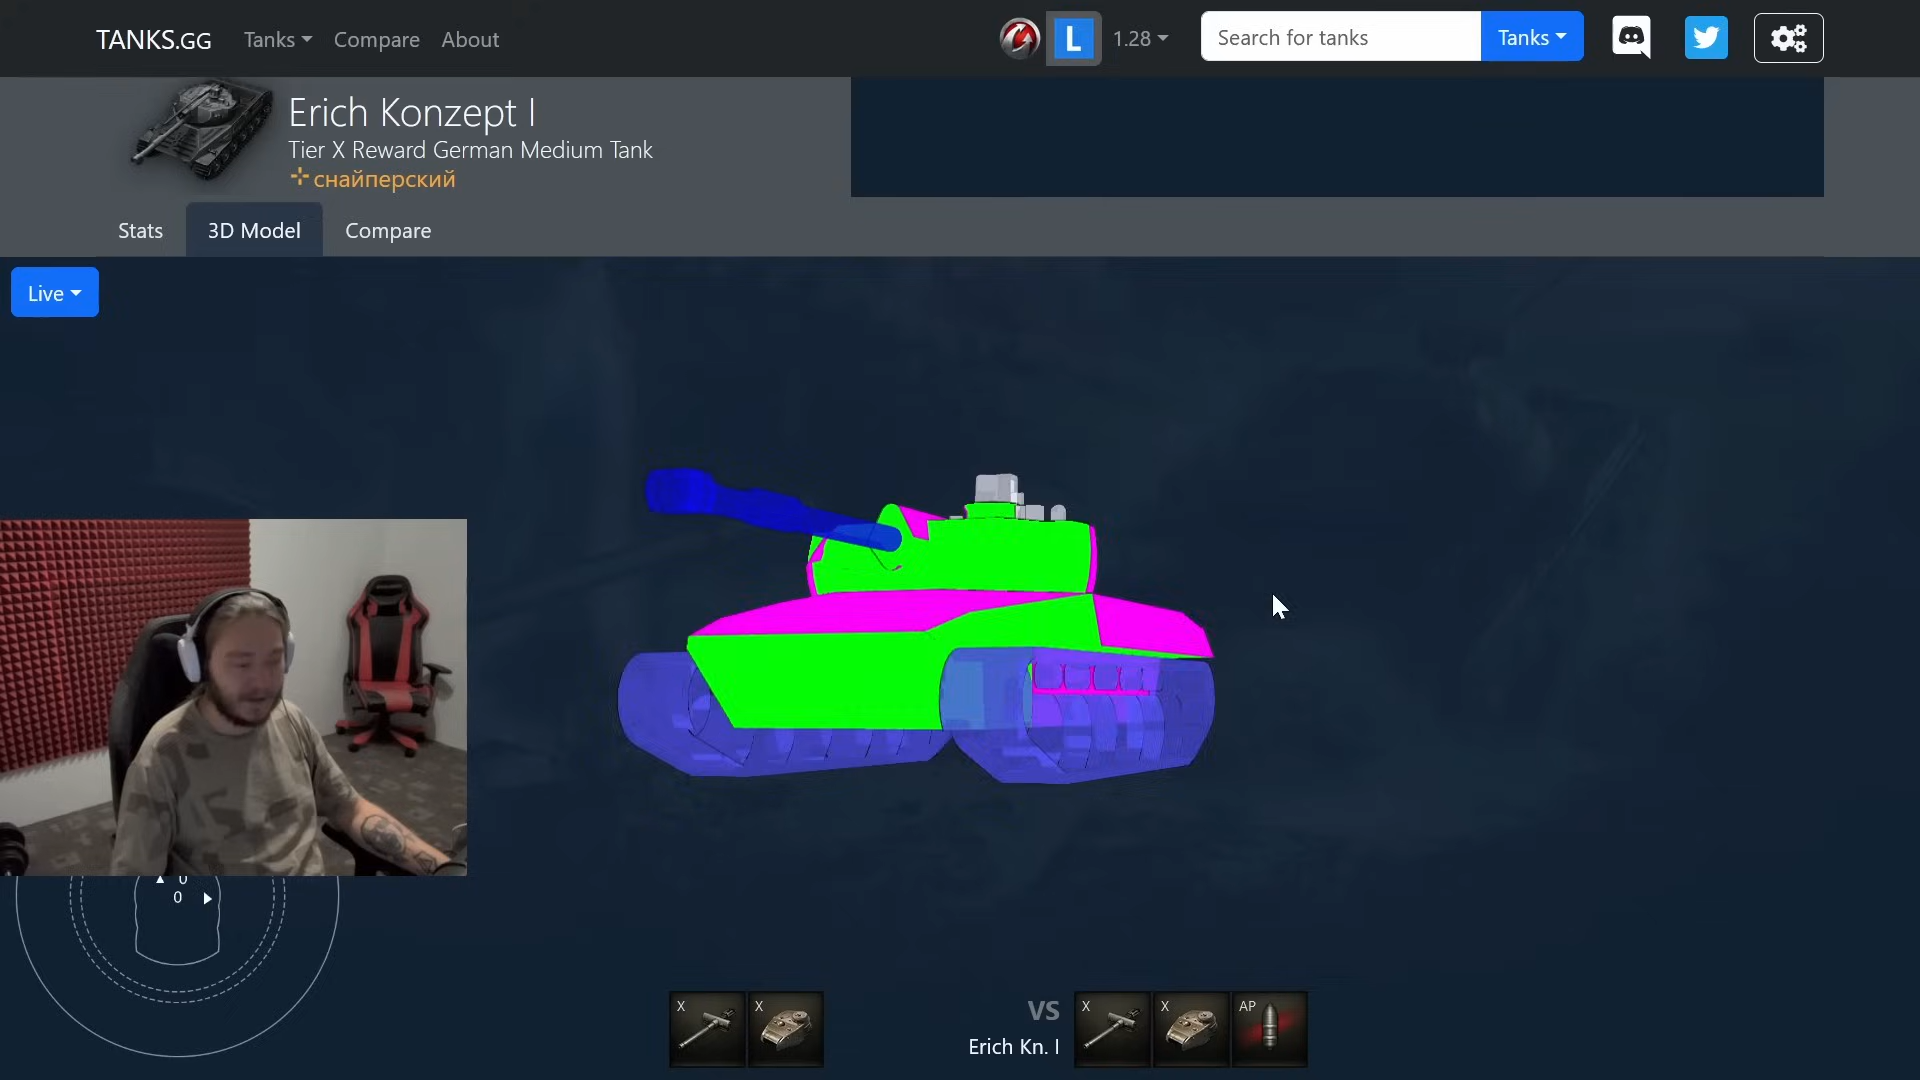 TANKS.GG
Tanks
Compare
About
L
1.28
Search for tanks
Tanks
Erich Konzept I
Tier X Reward German Medium Tank
снайперский
Stats
3D Model
Compare
Live
0
0
X
X
VS
Erich Kn. I
X
X
AP